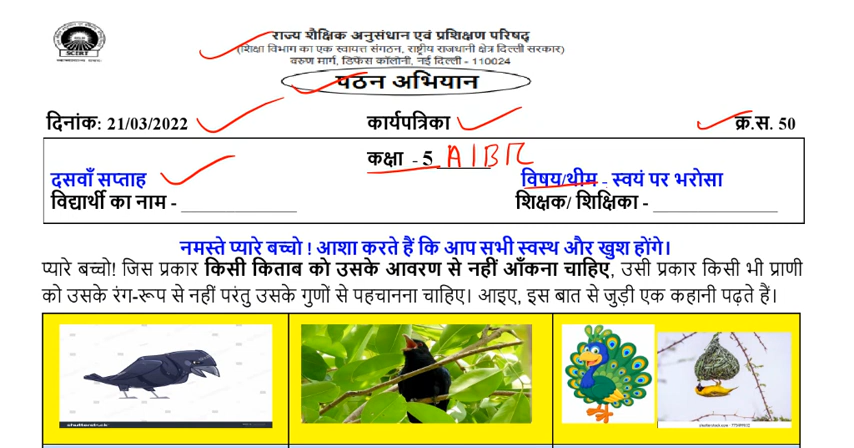 राज्य शैक्षिक अनुसंधान एवं प्रशिक्षण परिषद्
(शिक्षा विभाग का एक स्वायत्त संगठन, राष्ट्रीय राजधानी क्षेत्र दिल्ली सरकार)
वरुण मार्ग, डिफेंस कॉलोनी, नई दिल्ली - 110024
पठन अभियान
दिनांक: 21/03/2022 कार्यपत्रिका क्र.स. 50
कक्षा - 5 A/B/C
दसवाँ सप्ताह विषय/थीम - स्वयं पर भरोसा
विद्यार्थी का नाम - ____________ शिक्षक/ शिक्षिका - ____________
नमस्ते प्यारे बच्चो ! आशा करते हैं कि आप सभी स्वस्थ और खुश होंगे।
प्यारे बच्चो! जिस प्रकार किसी किताब को उसके आवरण से नहीं आँकना चाहिए, उसी प्रकार किसी भी प्राणी
को उसके रंग-रूप से नहीं परंतु उसके गुणों से पहचानना चाहिए। आइए, इस बात से जुड़ी एक कहानी पढ़ते हैं।